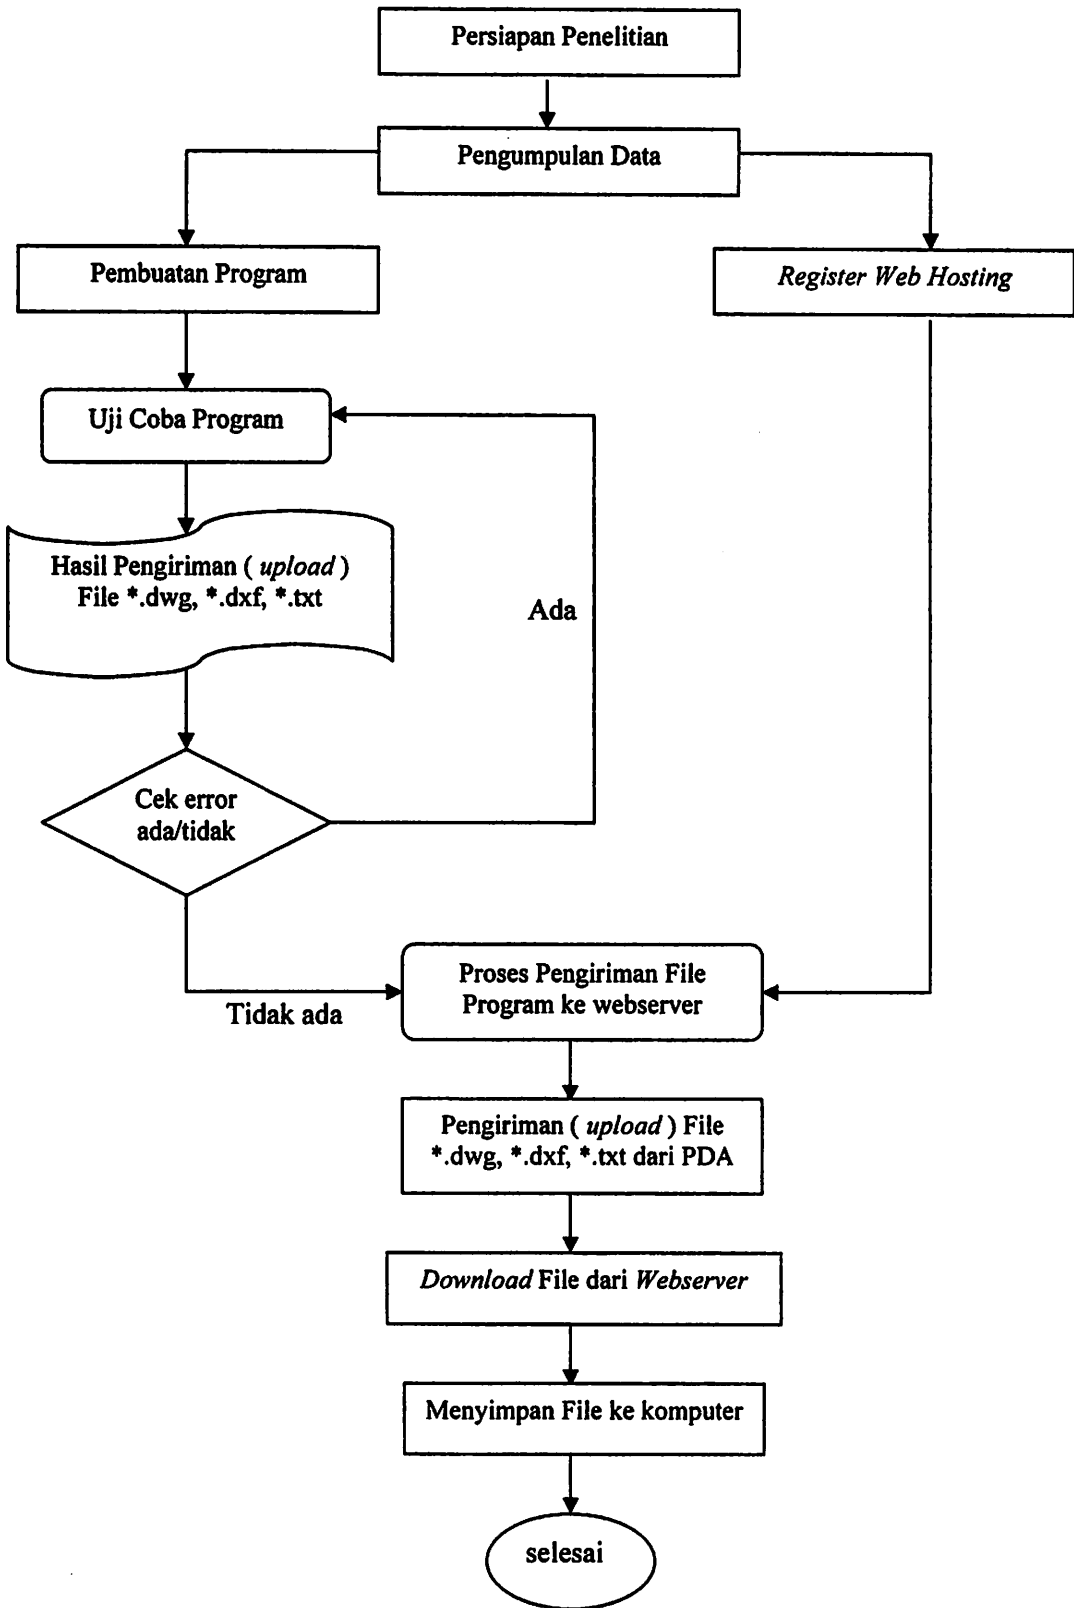 Persiapan Penelitian
Pengumpulan Data
Pembuatan Program
Register Web Hosting
Uji Coba Program
Hasil Pengiriman ( upload )
File *.dwg, *.dxf, *.txt
Ada
Cek error
ada/tidak
Proses Pengiriman File
Program ke webserver
Tidak ada
Pengiriman ( upload ) File
*.dwg, *.dxf, *.txt dari PDA
Download File dari Webserver
Menyimpan File ke komputer
selesai